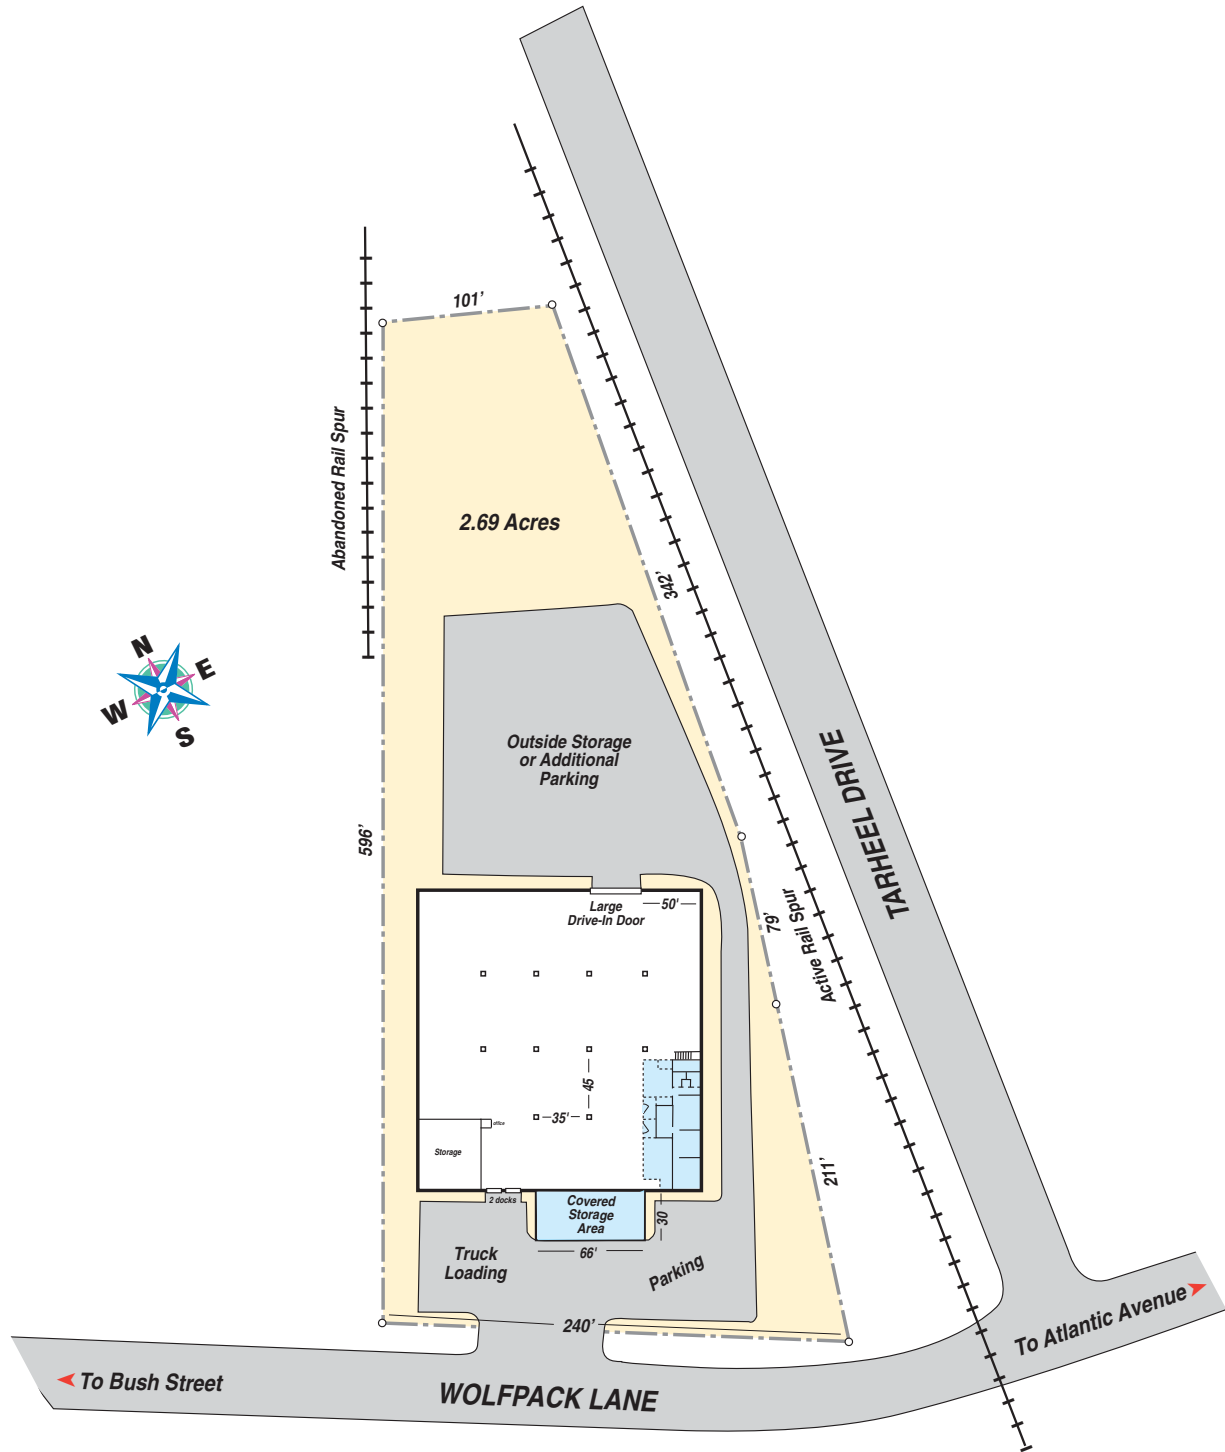 101’
Abandoned Rail Spur
2.69 Acres
342’
N
E
W
S
Outside Storage
or Additional
Parking
TARHEEL DRIVE
596’
Large
Drive-In Door
50'
79’
Active Rail Spur
45
35'
office
Storage
211’
2 docks
Covered
Storage
Area
30
66'
Truck
Loading
Parking
240’
To Atlantic Avenue
To Bush Street
WOLFPACK LANE